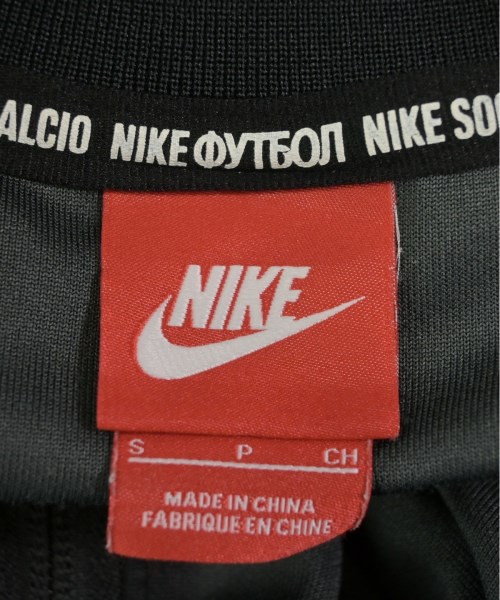 ALCIO NIKE ФУТБОЛ NIKE SOC
NIKE
S P CH
MADE IN CHINA
FABRIQUE EN CHINE